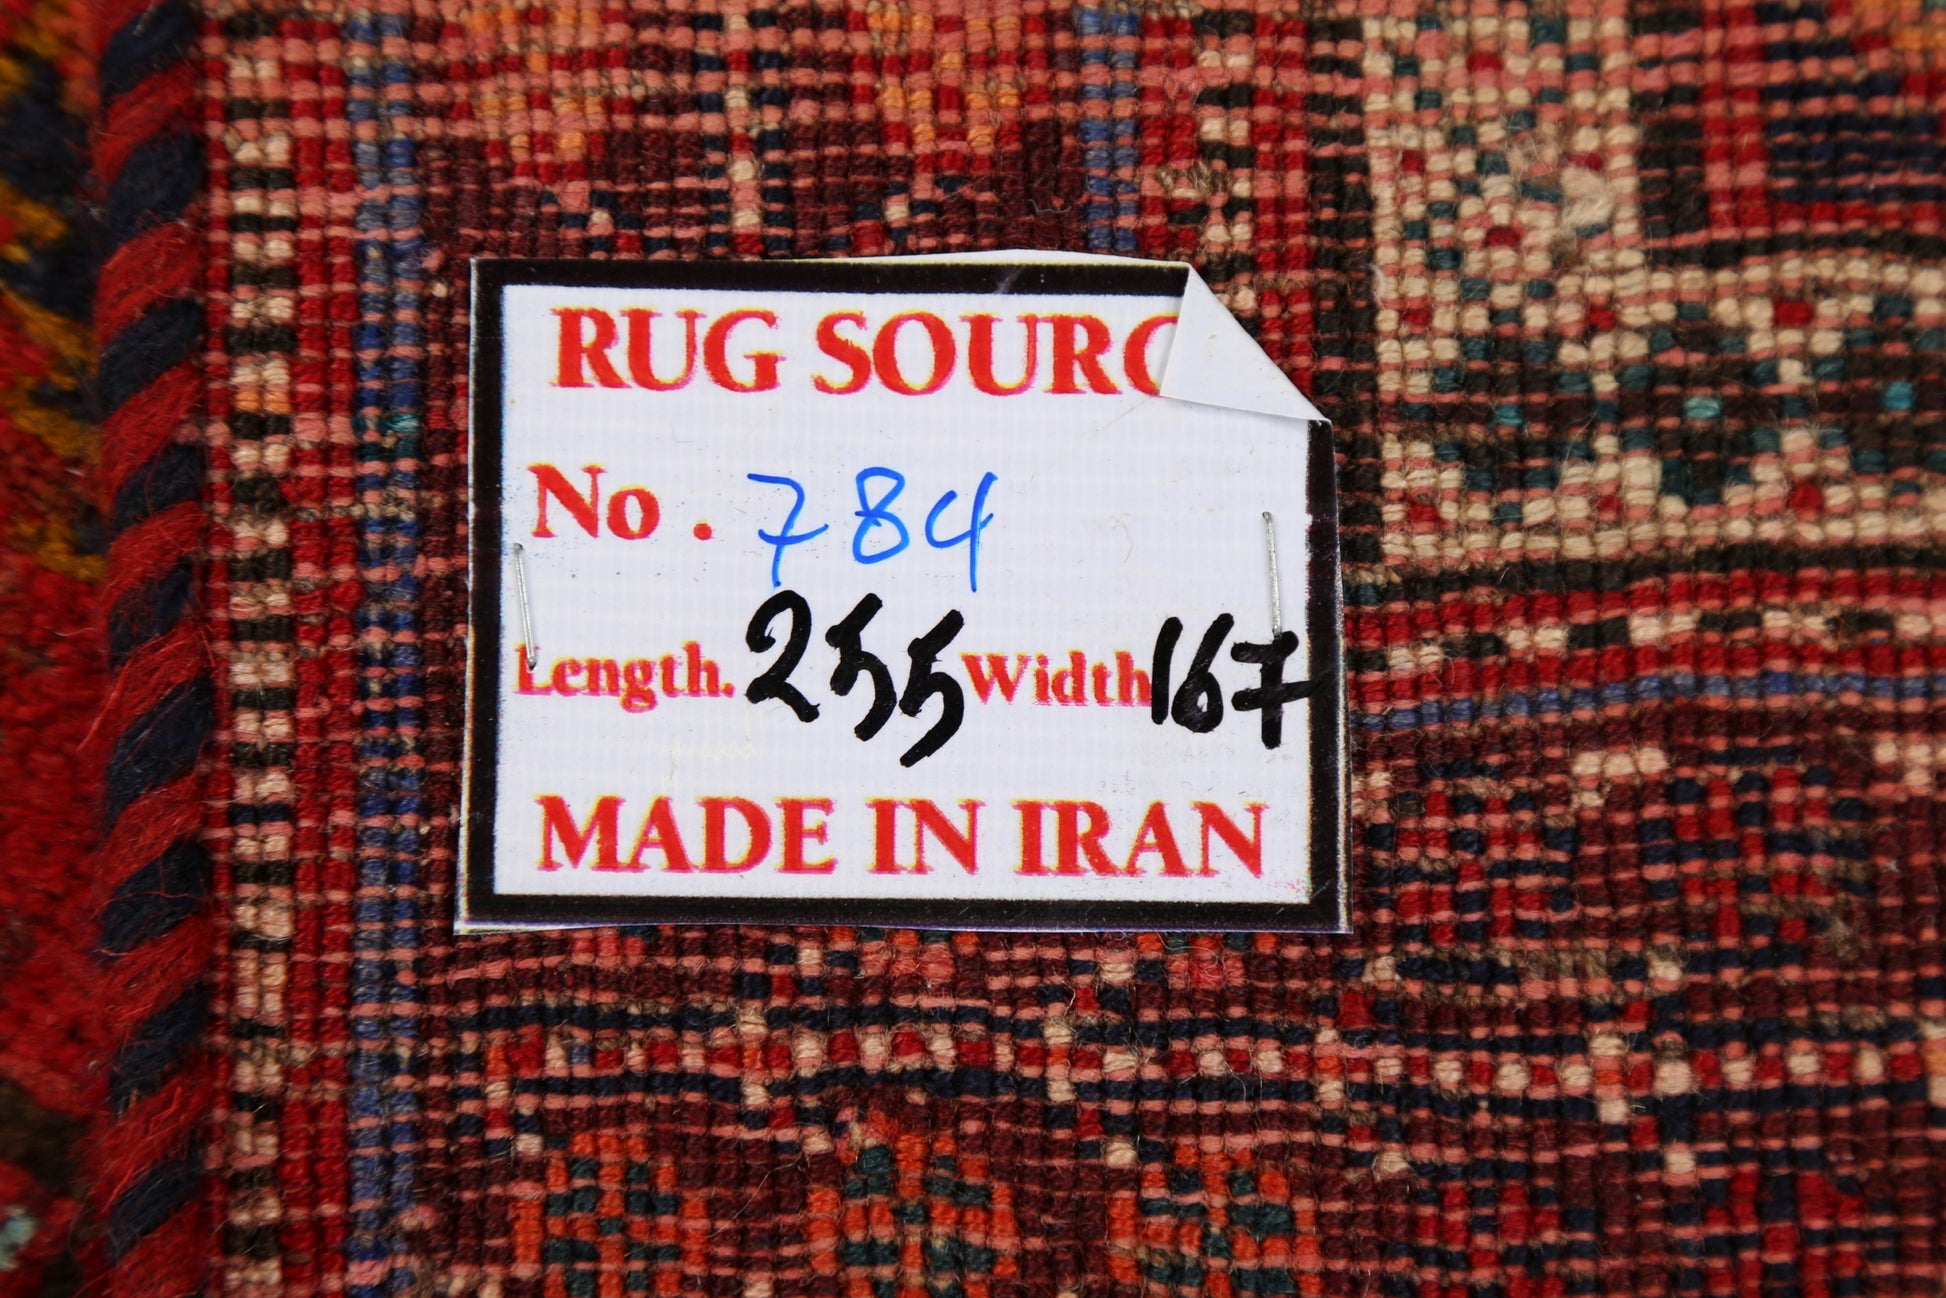 RUG SOURC
No. 784
Length. 255 Width 167
MADE IN IRAN